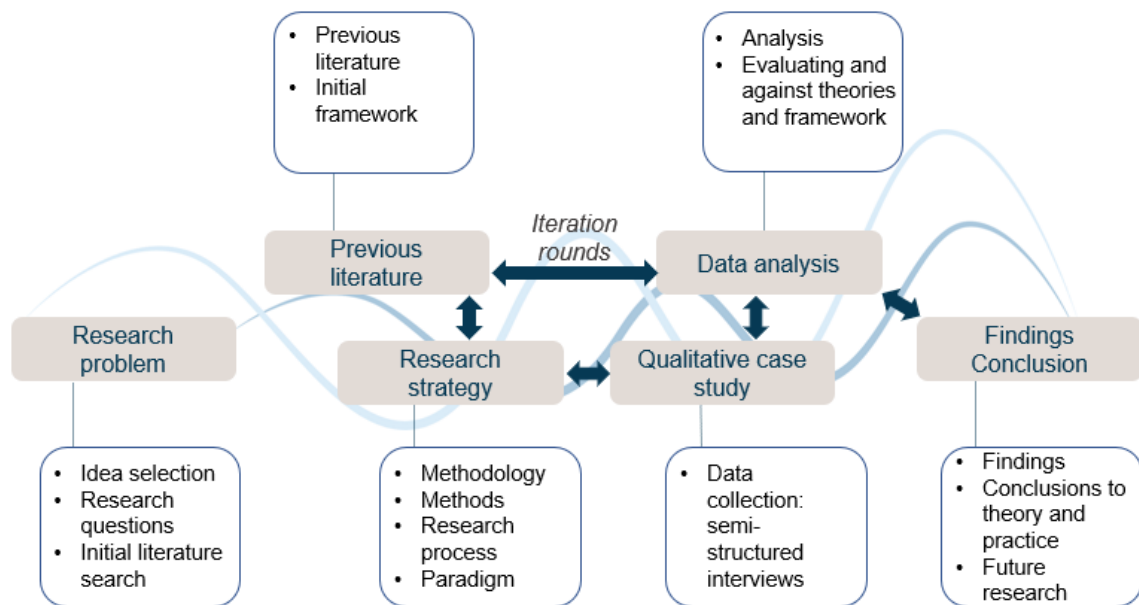 • Previous
literature
• Initial
framework
• Analysis
• Evaluating and
against theories
and framework
Iteration
rounds
Previous
literature
Data analysis
Research
problem
Research
strategy
Qualitative case
study
Findings
Conclusion
• Idea selection
• Research
questions
• Initial literature
search
• Methodology
• Methods
• Research
process
• Paradigm
• Data
collection:
semi-
structured
interviews
• Findings
• Conclusions to
theory and
practice
• Future
research